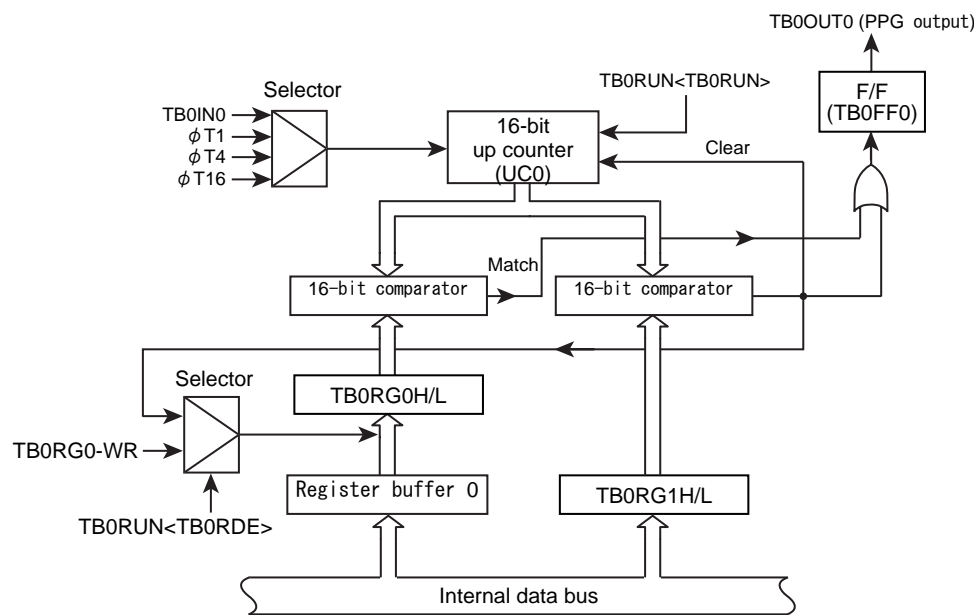 TB0OUT0 (PPG output)
F/F
(TB0FF0)
TB0RUN<TB0RUN>
Selector
TB0IN0
φT1
φT4
φT16
16-bit
up counter
(UC0)
Clear
Match
16-bit comparator
16-bit comparator
Selector
TB0RG0H/L
TB0RG0-WR
Register buffer 0
TB0RG1H/L
TB0RUN<TB0RDE>
Internal data bus